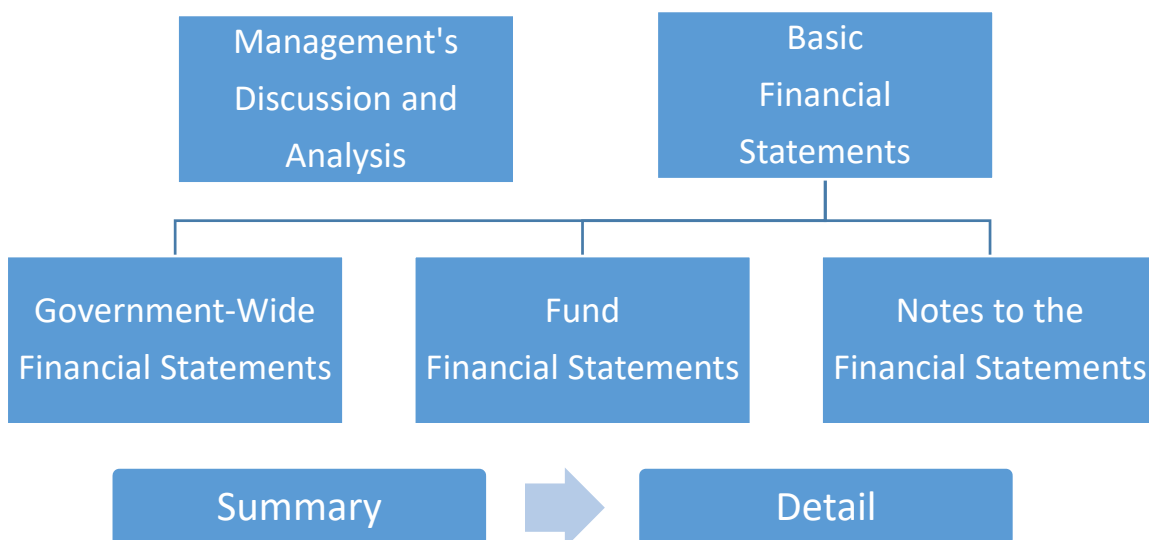 Management's
Discussion and
Analysis
Basic
Financial
Statements
Government-Wide
Financial Statements
Fund
Financial Statements
Notes to the
Financial Statements
Summary
Detail